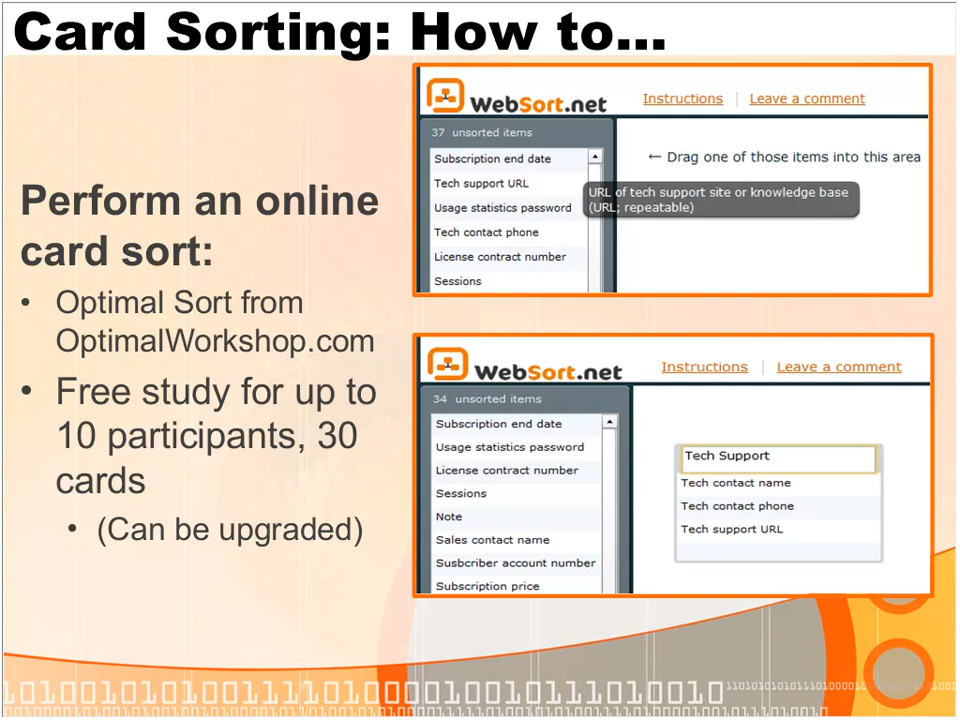 Card Sorting: How to...
Perform an online
card sort:
• Optimal Sort from
OptimalWorkshop.com
• Free study for up to
10 participants, 30
cards
• (Can be upgraded)
WebSort.net
Instructions | Leave a comment
37 unsorted items
Subscription end date
Tech support URL
Usage statistics password
Tech contact phone
License contract number
Sessions
← Drag one of those items into this area
URL of tech support site or knowledge base
(URL; repeatable)
WebSort.net
Instructions | Leave a comment
34 unsorted items
Subscription end date
Usage statistics password
License contract number
Sessions
Note
Sales contact name
Susbcriber account number
Subscription price
Tech Support
Tech contact name
Tech contact phone
Tech support URL